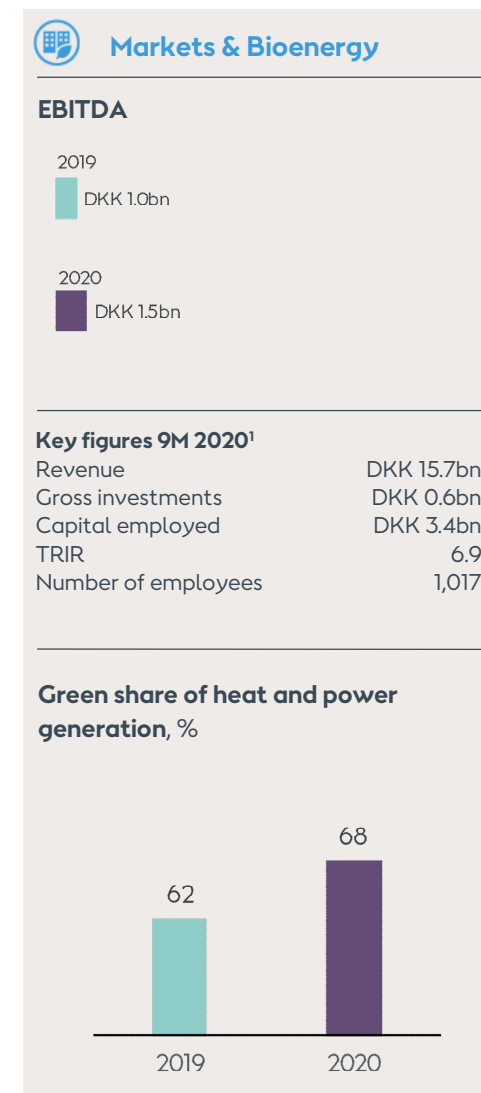 Markets & Bioenergy
EBITDA
2019
DKK 1.0bn
2020
DKK 1.5bn
Key figures 9M 2020¹
Revenue DKK 15.7bn
Gross investments DKK 0.6bn
Capital employed DKK 3.4bn
TRIR 6.9
Number of employees 1,017
Green share of heat and power
generation, %
68
62
2019 2020